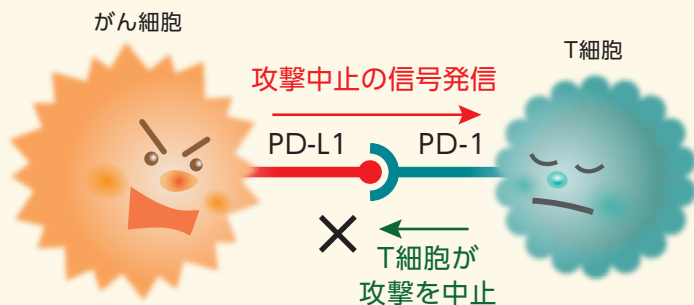 がん細胞
T細胞
攻撃中止の信号発信
PD-L1
PD-1
T細胞が
攻撃を中止